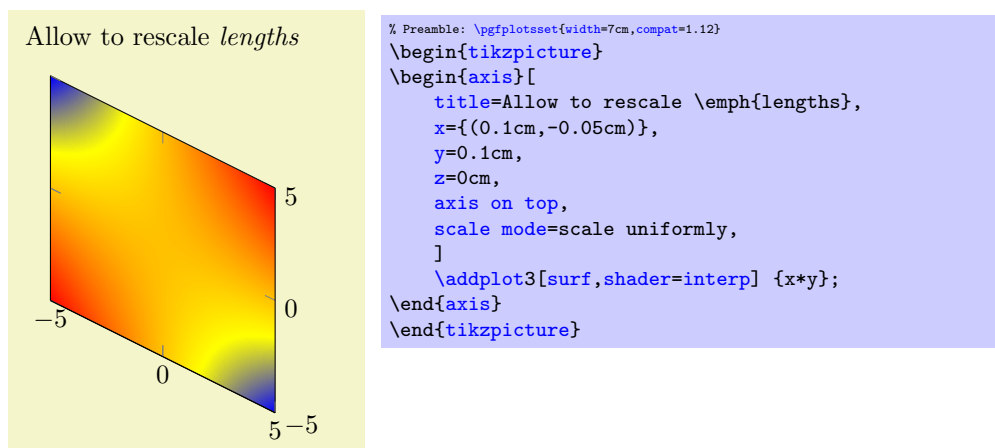 Allow to rescale lengths
5
0
−5
0
5 −5
% Preamble: \pgfplotsset{width=7cm,compat=1.12}
\begin{tikzpicture}
\begin{axis}[
    title=Allow to rescale \emph{lengths},
    x={(0.1cm,-0.05cm)},
    y=0.1cm,
    z=0cm,
    axis on top,
    scale mode=scale uniformly,
    ]
    \addplot3[surf,shader=interp] {x*y};
\end{axis}
\end{tikzpicture}